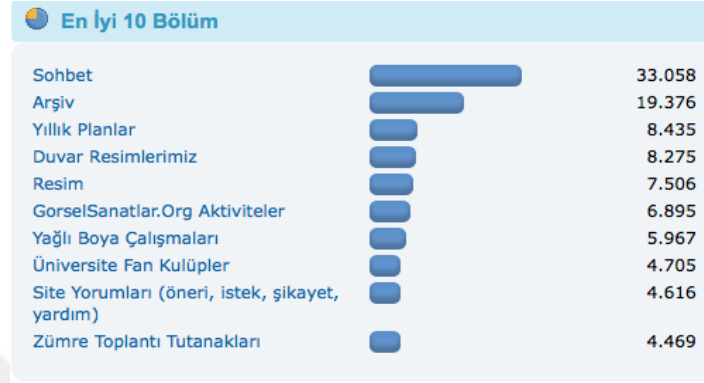 En İyi 10 Bölüm
Sohbet 33.058
Arşiv 19.376
Yıllık Planlar 8.435
Duvar Resimlerimiz 8.275
Resim 7.506
GorselSanatlar.Org Aktiviteler 6.895
Yağlı Boya Çalışmaları 5.967
Üniversite Fan Kulüpler 4.705
Site Yorumları (öneri, istek, şikayet, 4.616
yardım)
Zümre Toplantı Tutanakları 4.469